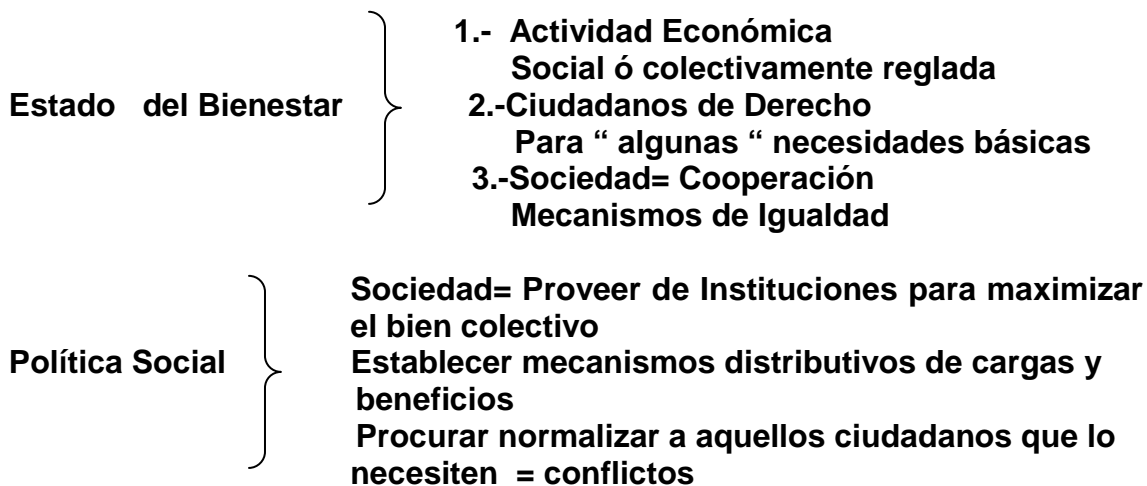 1.- Actividad Económica
Social ó colectivamente reglada
Estado del Bienestar
2.-Ciudadanos de Derecho
Para “ algunas “ necesidades básicas
3.-Sociedad= Cooperación
Mecanismos de Igualdad
Sociedad= Proveer de Instituciones para maximizar
el bien colectivo
Política Social
Establecer mecanismos distributivos de cargas y
beneficios
Procurar normalizar a aquellos ciudadanos que lo
necesiten = conflictos